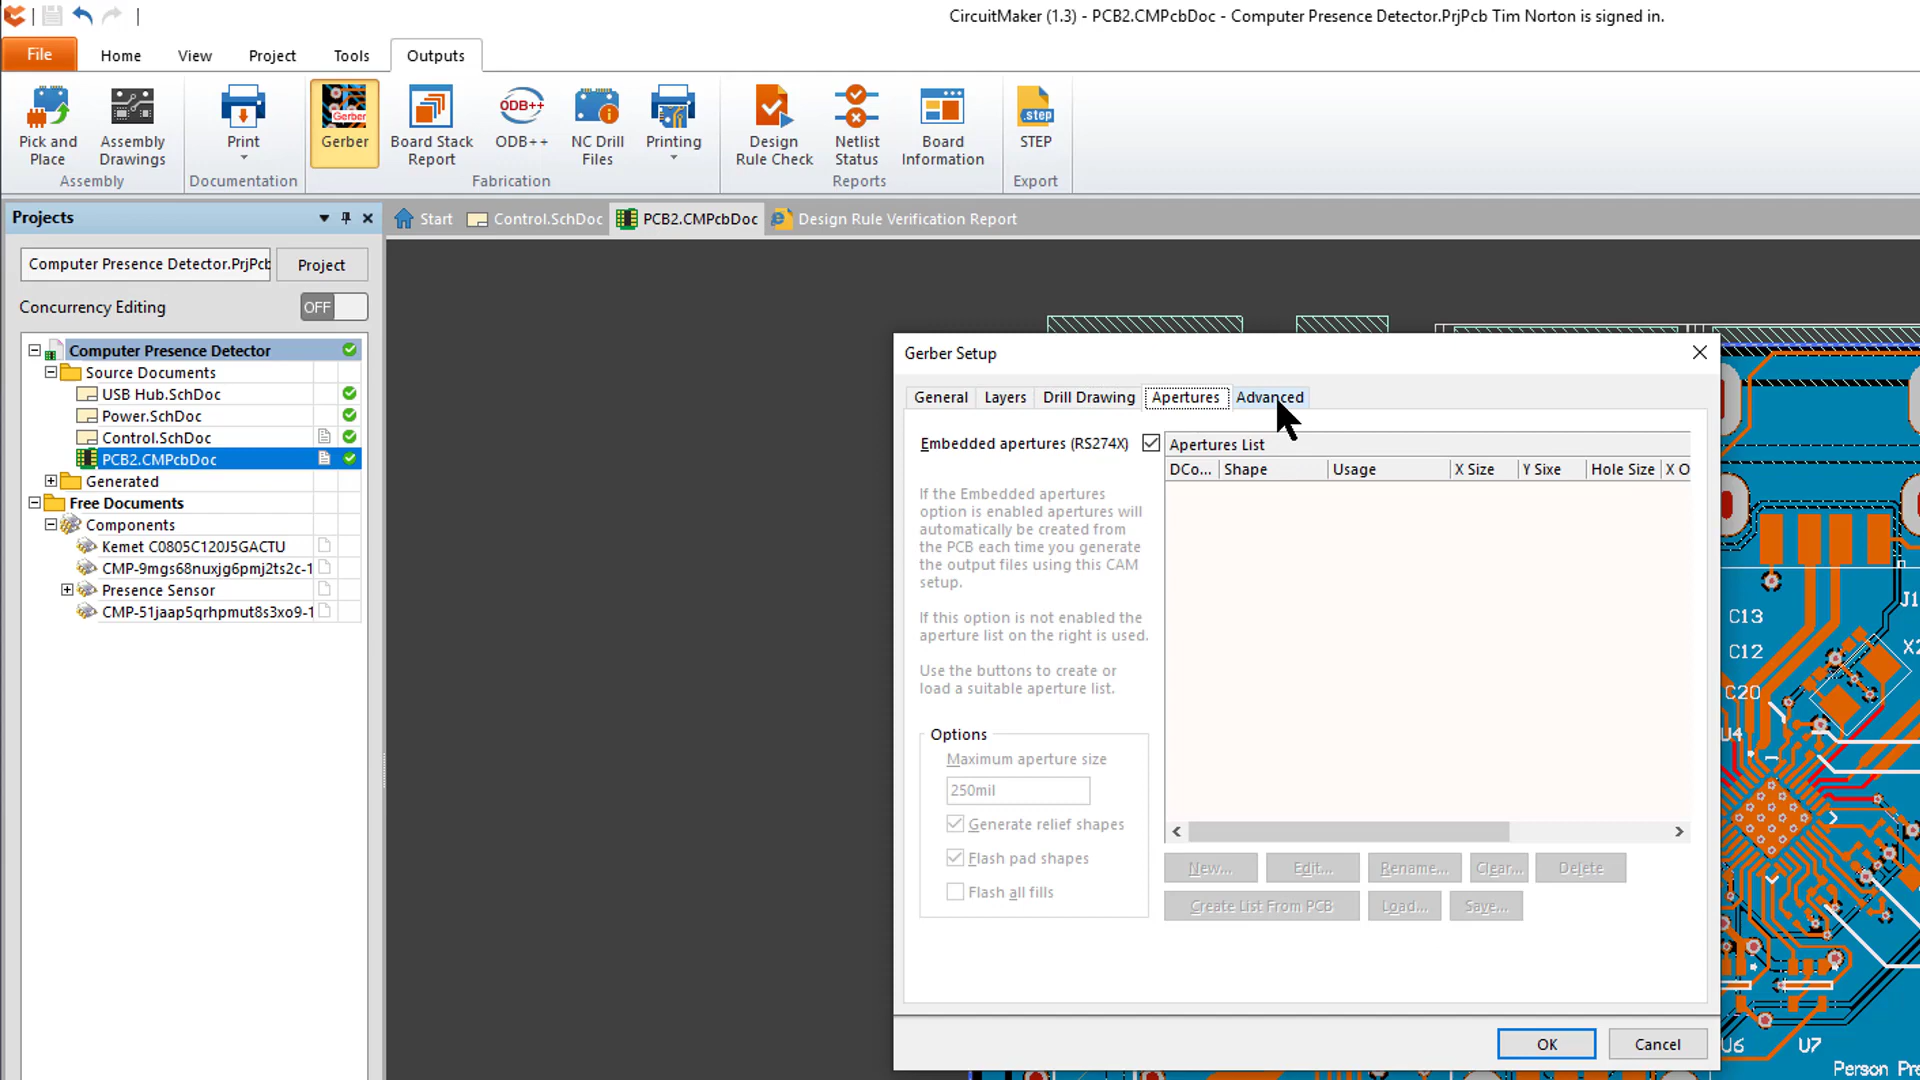 CircuitMaker (1.3) - PCB2.CMPcbDoc - Computer Presence Detector.PrjPcb Tim Norton is signed in.
File Home View Project Tools Outputs
Pick and Place
Assembly Drawings
Assembly
Print
Documentation
Gerber
Gerber
Board Stack Report
ODB++
ODB++
NC Drill Files
Printing
Fabrication
Design Rule Check
Netlist Status
Board Information
Reports
.step
STEP
Export
Projects
Start Control.SchDoc PCB2.CMPcbDoc Design Rule Verification Report
Computer Presence Detector.PrjPcb Project
Concurrency Editing OFF
Computer Presence Detector
Source Documents
USB Hub.SchDoc
Power.SchDoc
Control.SchDoc
PCB2.CMPcbDoc
Generated
Free Documents
Components
Kemet C0805C120J5GACTU
CMP-9mgs68nuxjg6pmj2ts2c-1
Presence Sensor
CMP-51jaap5qrhpmut8s3xo9-1
Gerber Setup
General Layers Drill Drawing Apertures Advanced
Embedded apertures (RS274X)
If the Embedded apertures
option is enabled apertures will
automatically be created from
the PCB each time you generate
the output files using this CAM
setup.
If this option is not enabled the
aperture list on the right is used.
Use the buttons to create or
load a suitable aperture list.
Options
Maximum aperture size
250mil
Generate relief shapes
Flash pad shapes
Flash all fills
Apertures List
DCo... Shape Usage X Size Y Sixe Hole Size X O
New... Edit... Rename... Clear... Delete
Create List From PCB Load... Save...
OK Cancel
J1
C13
X2
C12
C20
U4
U6 U7
Person Pre